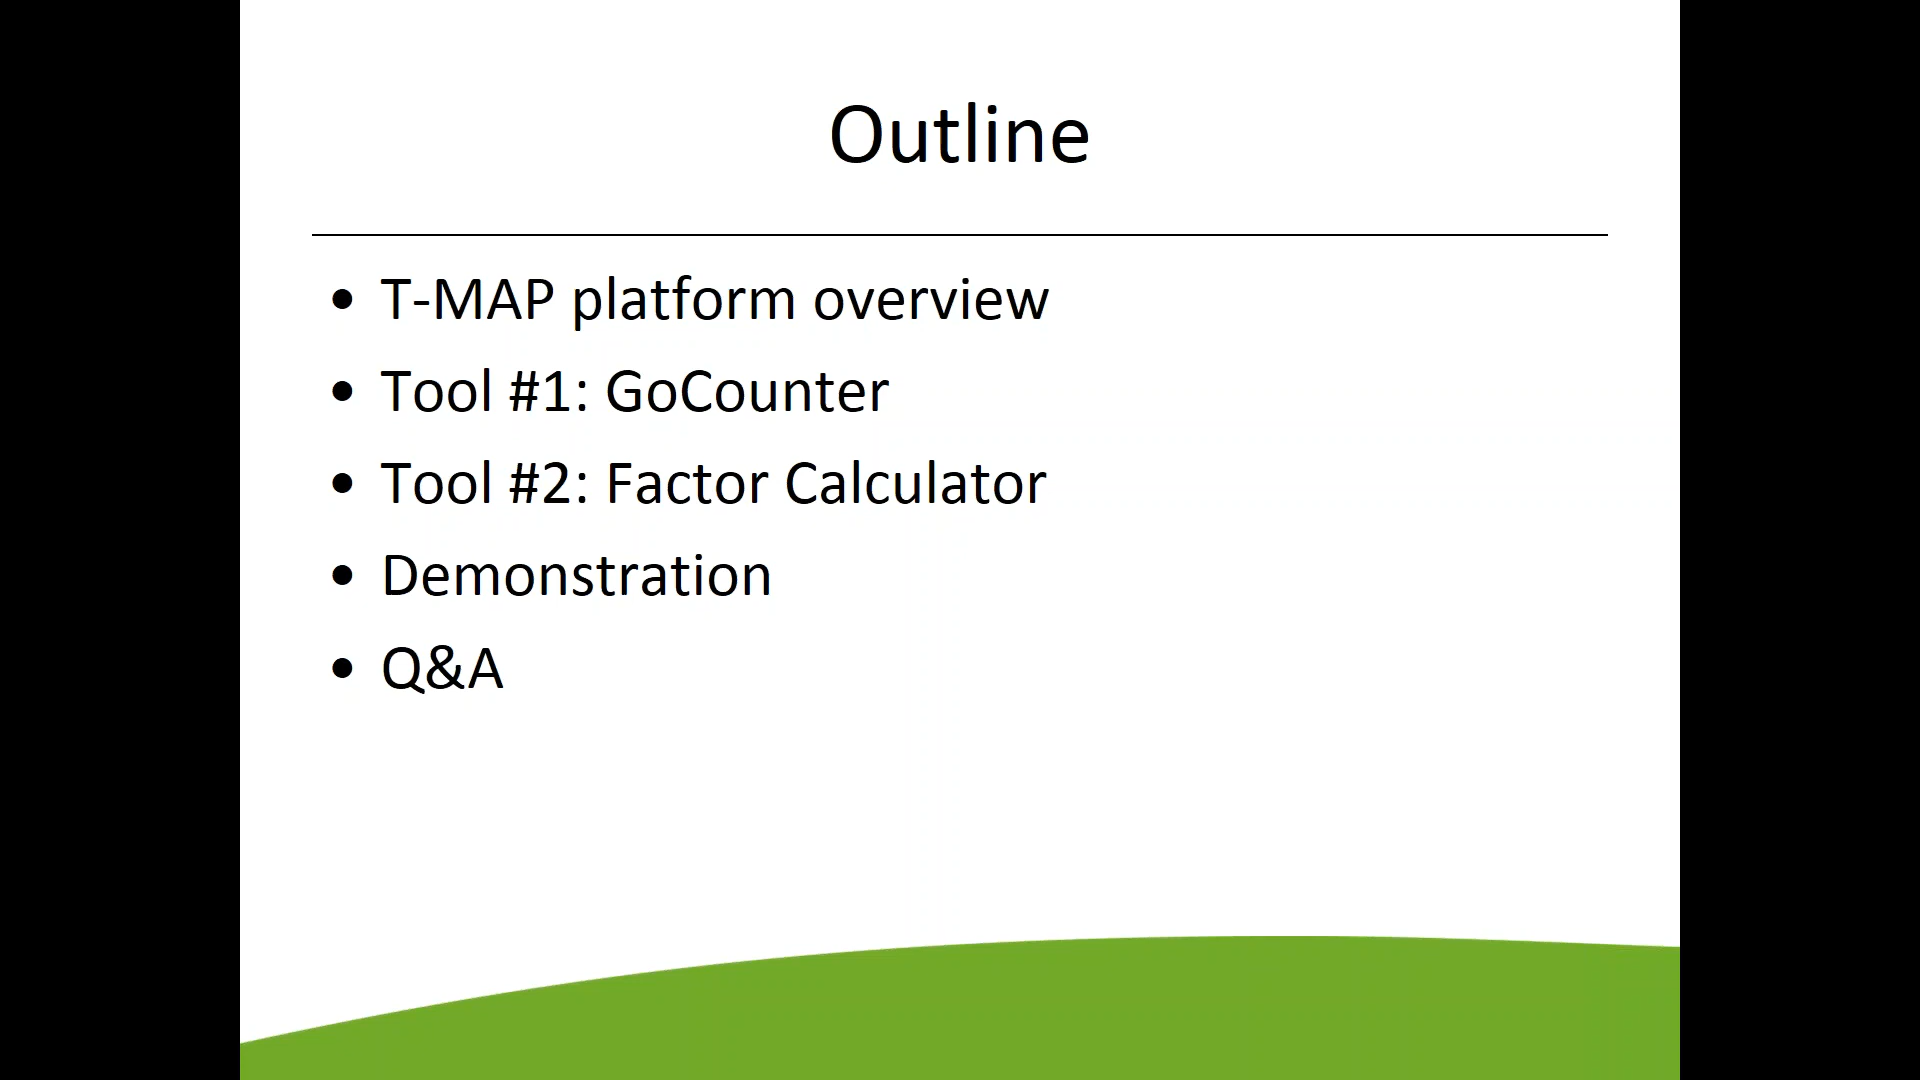 Outline
• T-MAP platform overview
• Tool #1: GoCounter
• Tool #2: Factor Calculator
• Demonstration
• Q&A